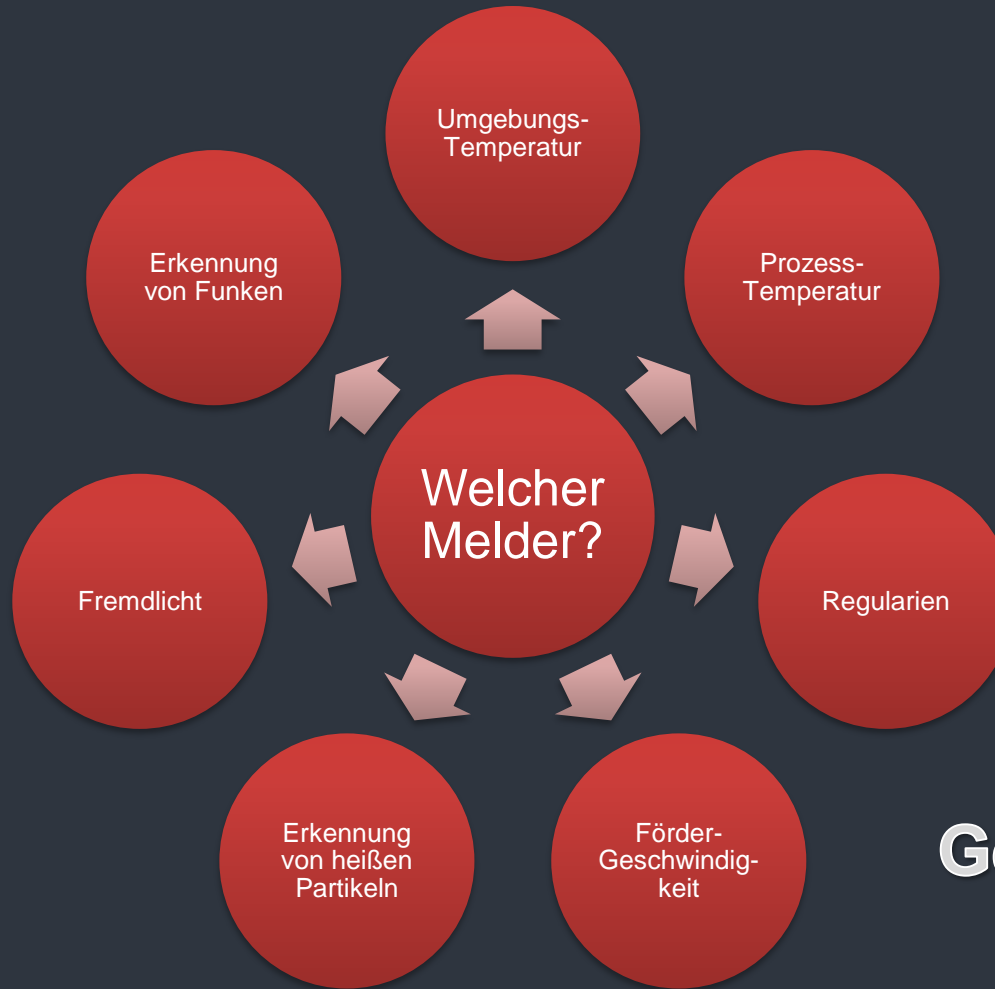 Umgebungs-
Temperatur
Prozess-
Temperatur
Regularien
Förder-
Geschwindig-
keit
Erkennung
von heißen
Partikeln
Fremdlicht
Erkennung
von Funken
Welcher
Melder?